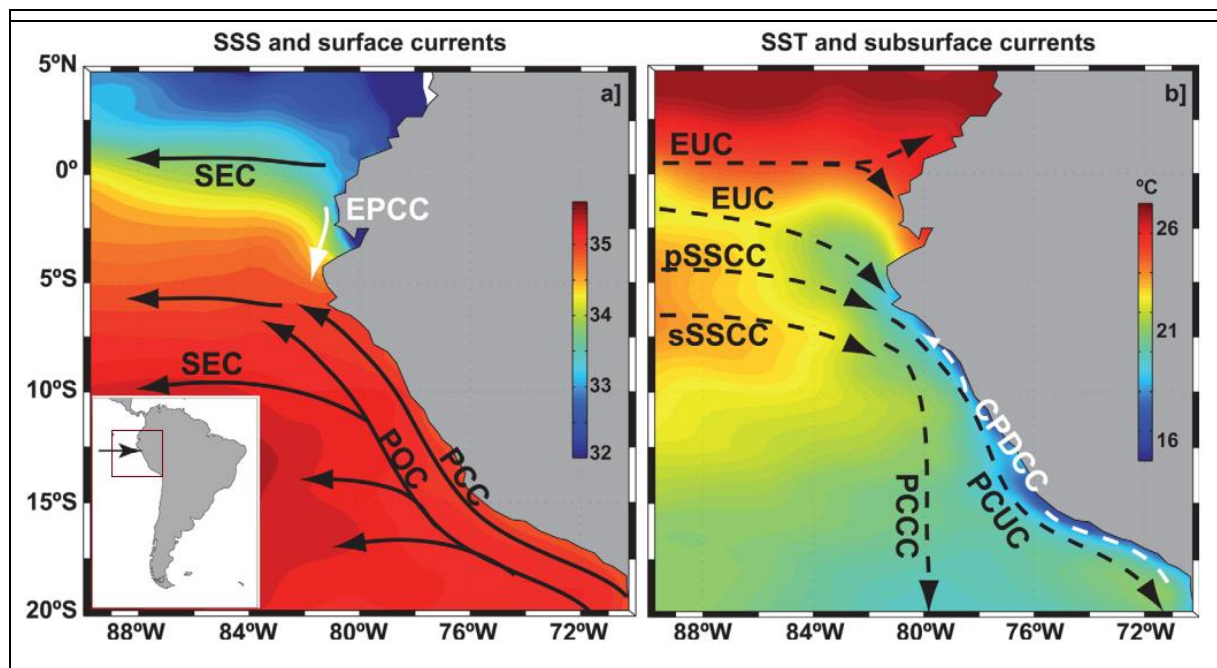 SSS and surface currents
SST and subsurface currents
5ºN
0º
5ºS
10ºS
15ºS
20ºS
88ºW
84ºW
80ºW
76ºW
72ºW
a]
SEC
EPCC
SEC
POC
PCC
35
34
33
32
b]
EUC
EUC
pSSCC
sSSCC
CPDCC
PCUC
PCCC
ºC
26
21
16
88ºW
84ºW
80ºW
76ºW
72ºW